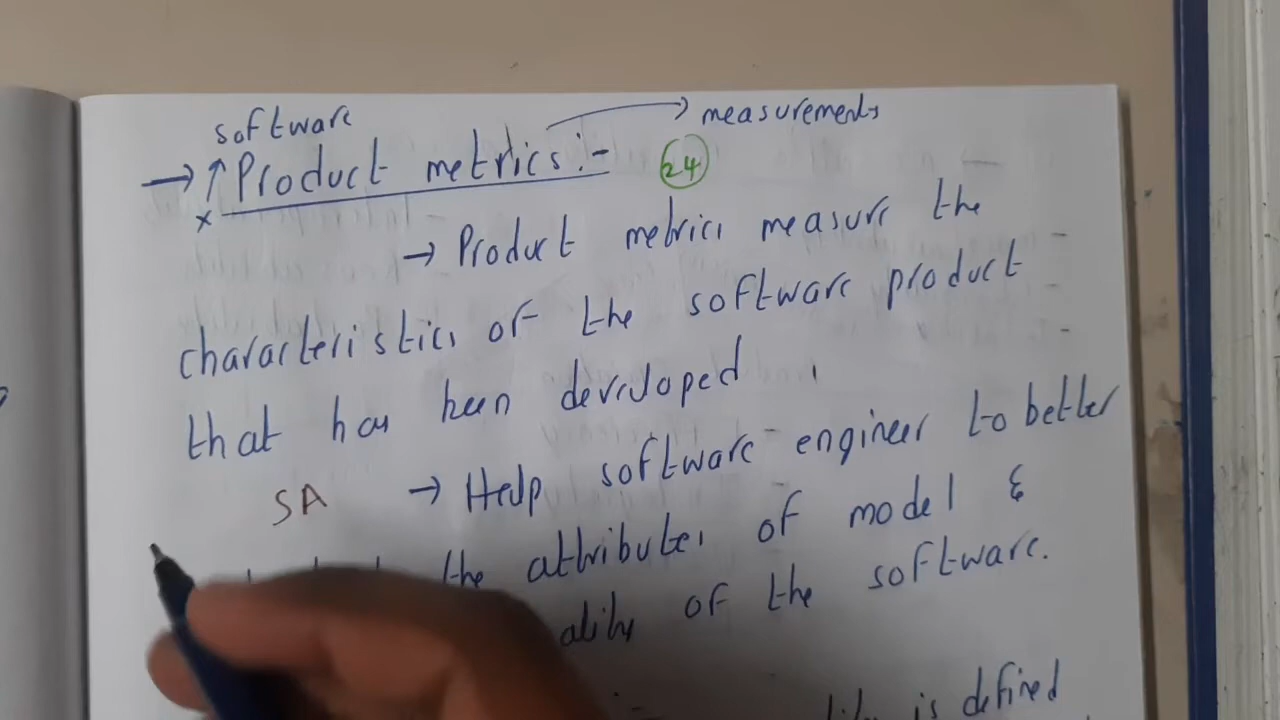 software
→ measurements
→ Product metrics :-
24
→ Product metrics measure the
characteristics of the software product
that has been developed.
SA
→ Help software engineer to better
the attributes of model &
of the software.
is defined